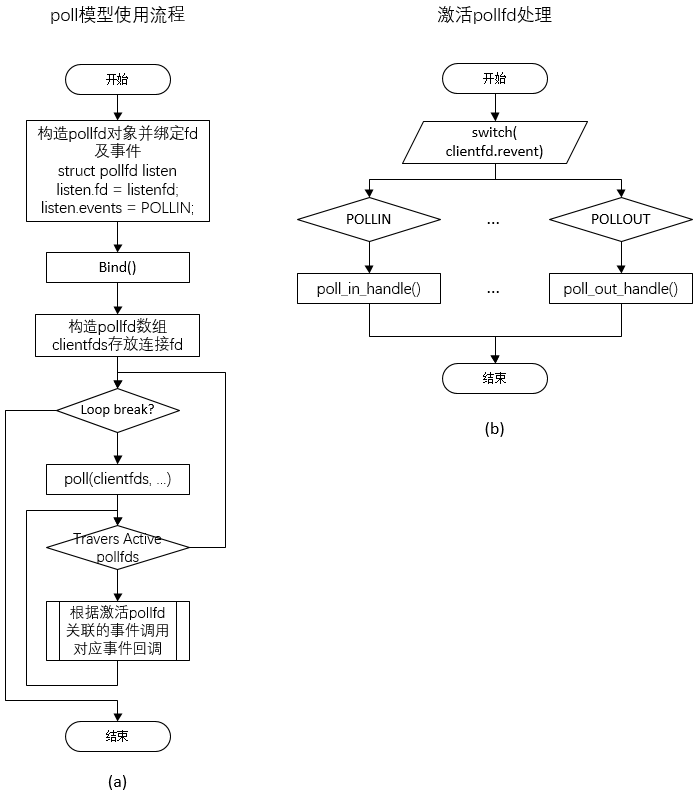 poll模型使用流程
开始
构造pollfd对象并绑定fd
及事件
struct pollfd listen
listen.fd = listenfd;
listen.events = POLLIN;
Bind()
构造pollfd数组
clientfds存放连接fd
Loop break?
poll(clientfds, ...)
Travers Active
pollfds
根据激活pollfd
关联的事件调用
对应事件回调
结束
(a)
激活pollfd处理
开始
switch(
clientfd.revent)
POLLIN
...
POLLOUT
poll_in_handle()
...
poll_out_handle()
结束
(b)